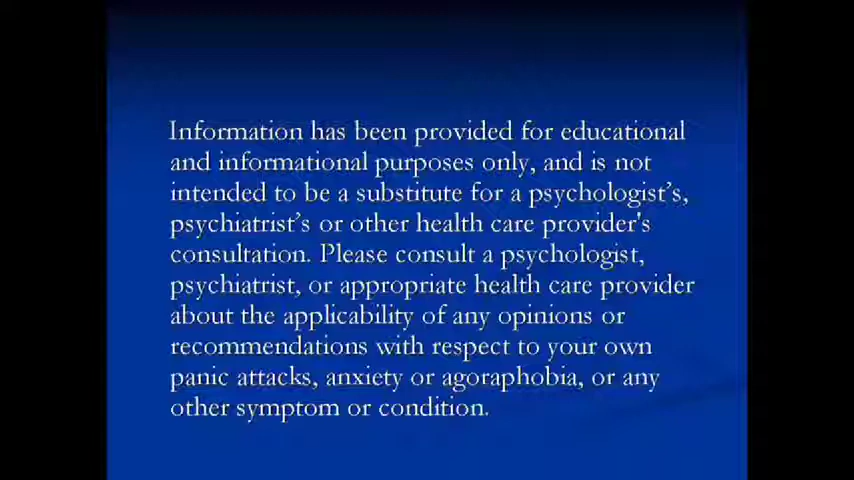 Information has been provided for educational
and informational purposes only, and is not
intended to be a substitute for a psychologist’s,
psychiatrist’s or other health care provider's
consultation. Please consult a psychologist,
psychiatrist, or appropriate health care provider
about the applicability of any opinions or
recommendations with respect to your own
panic attacks, anxiety or agoraphobia, or any
other symptom or condition.